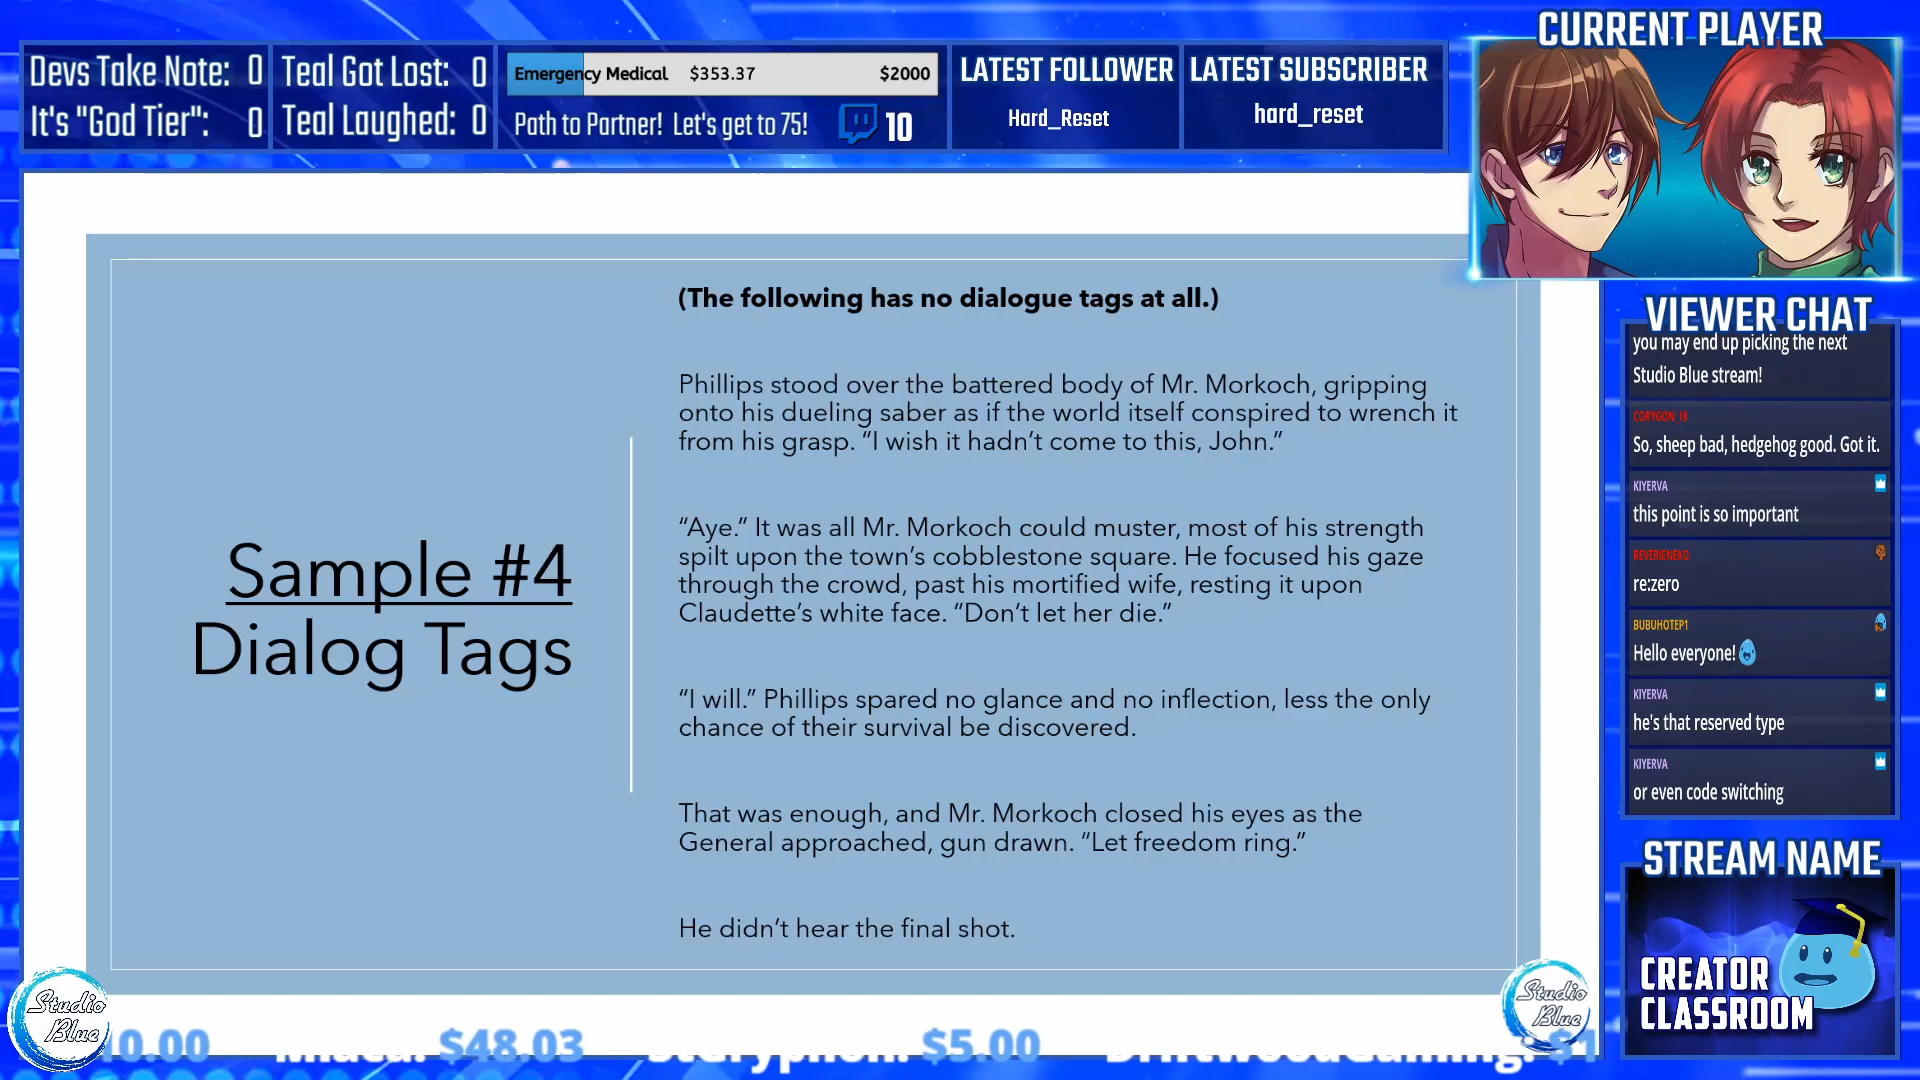 Devs Take Note: 0
It's "God Tier": 0
Teal Got Lost: 0
Teal Laughed: 0
Emergency Medical $353.37 $2000
Path to Partner! Let's get to 75! 10
LATEST FOLLOWER
Hard_Reset
LATEST SUBSCRIBER
hard_reset
CURRENT PLAYER
Sample #4
Dialog Tags
(The following has no dialogue tags at all.)
Phillips stood over the battered body of Mr. Morkoch, gripping
onto his dueling saber as if the world itself conspired to wrench it
from his grasp. “I wish it hadn’t come to this, John.”
“Aye.” It was all Mr. Morkoch could muster, most of his strength
spilt upon the town’s cobblestone square. He focused his gaze
through the crowd, past his mortified wife, resting it upon
Claudette’s white face. “Don’t let her die.”
“I will.” Phillips spared no glance and no inflection, less the only
chance of their survival be discovered.
That was enough, and Mr. Morkoch closed his eyes as the
General approached, gun drawn. “Let freedom ring.”
He didn’t hear the final shot.
VIEWER CHAT
you may end up picking the next
Studio Blue stream!
CORYGON_18
So, sheep bad, hedgehog good. Got it.
KIYERVA
this point is so important
REVERIENEKO
re:zero
BUBUHOTEP1
Hello everyone!
KIYERVA
he's that reserved type
KIYERVA
or even code switching
STREAM NAME
CREATOR
CLASSROOM
Studio
Blue
Studio
Blue
10.00 $48.03 $5.00 DriftwoodGaming: $1